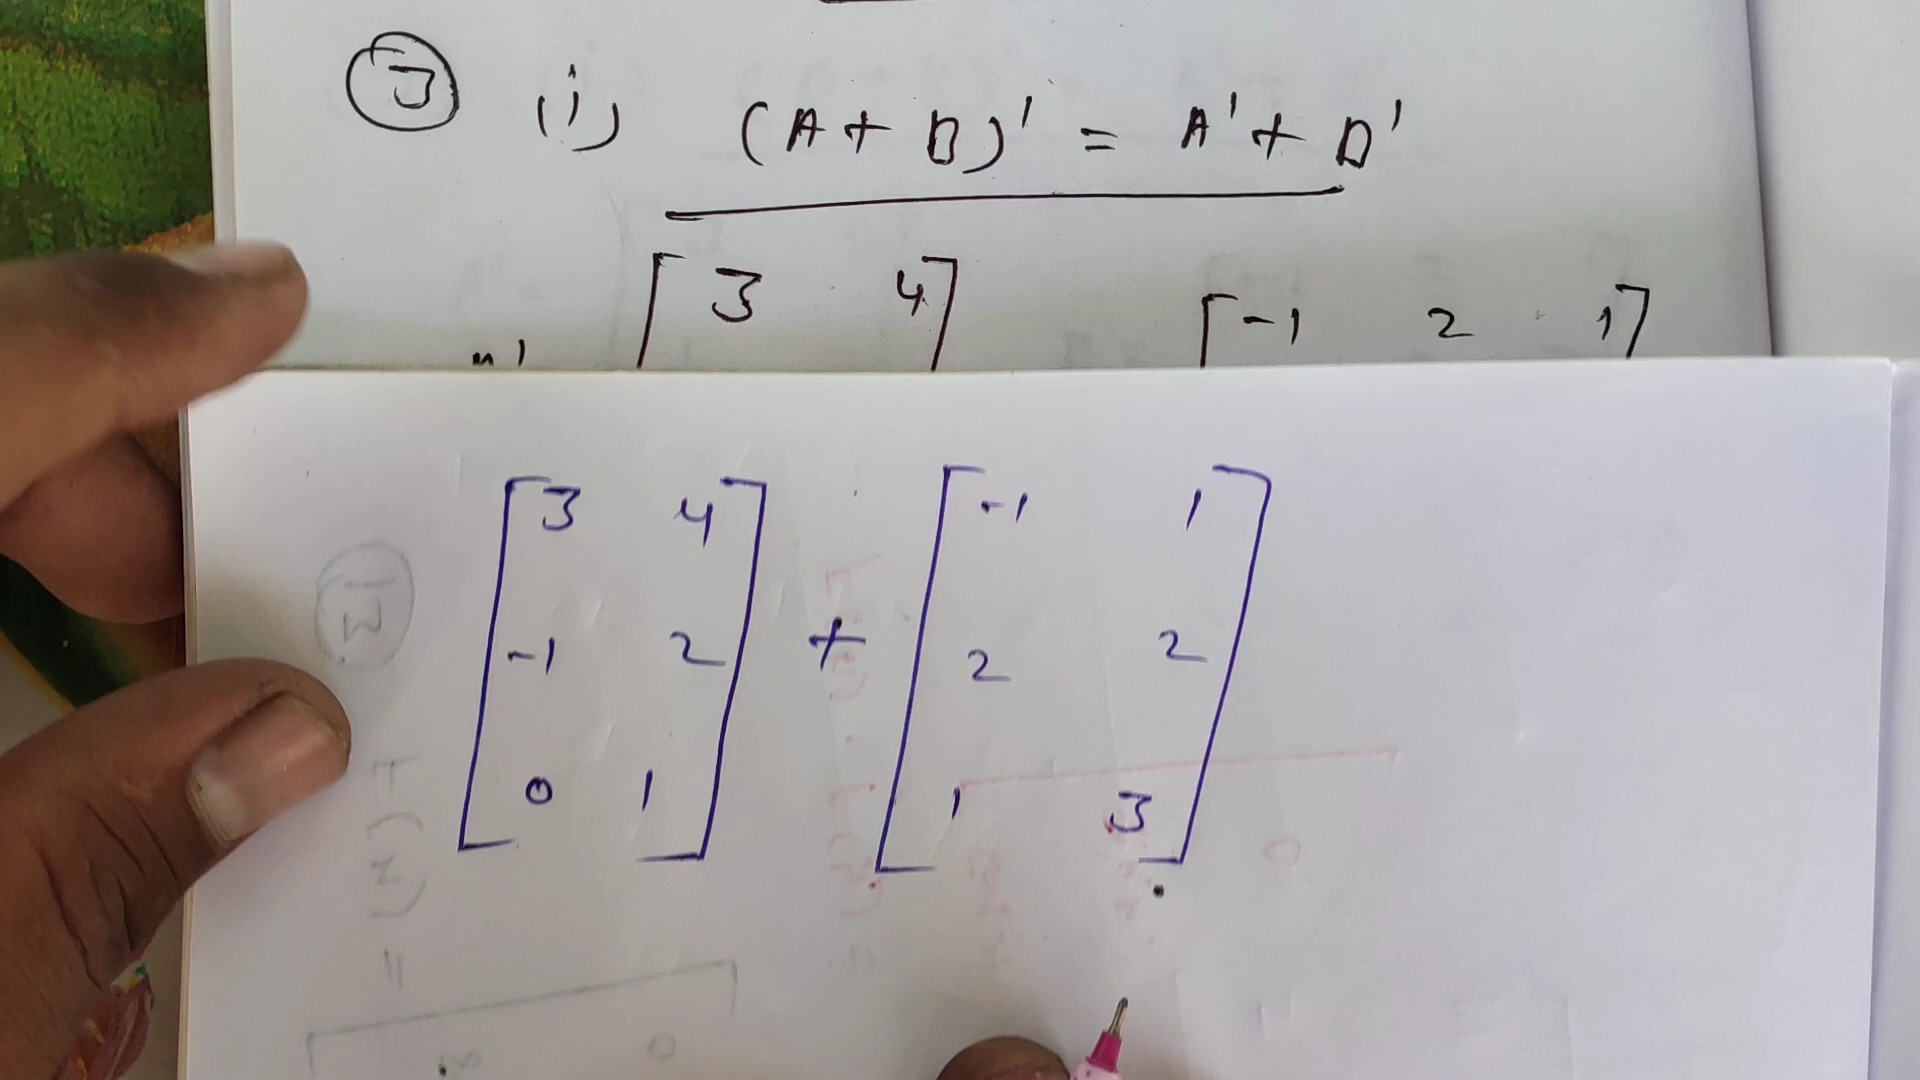 ③ (i) (A + B)' = A' + B'
[ 3 4 ] [ -1 2 1 ]
[ 3 4 ] [ -1 1 ]
[ -1 2 ] + [ 2 2 ]
[ 0 1 ] [ 1 3 ]